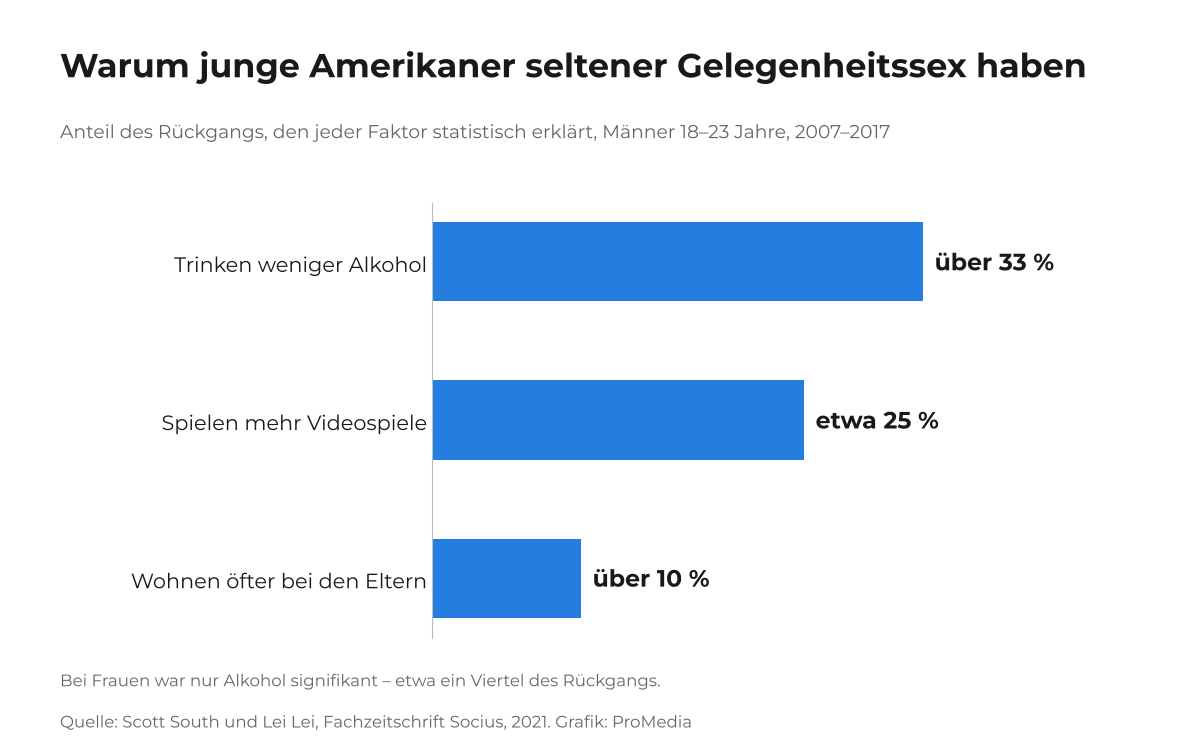 Warum junge Amerikaner seltener Gelegenheitssex haben
Anteil des Rückgangs, den jeder Faktor statistisch erklärt, Männer 18–23 Jahre, 2007–2017
Trinken weniger Alkohol
über 33 %
Spielen mehr Videospiele
etwa 25 %
Wohnen öfter bei den Eltern
über 10 %
Bei Frauen war nur Alkohol signifikant – etwa ein Viertel des Rückgangs.
Quelle: Scott South und Lei Lei, Fachzeitschrift Socius, 2021. Grafik: ProMedia